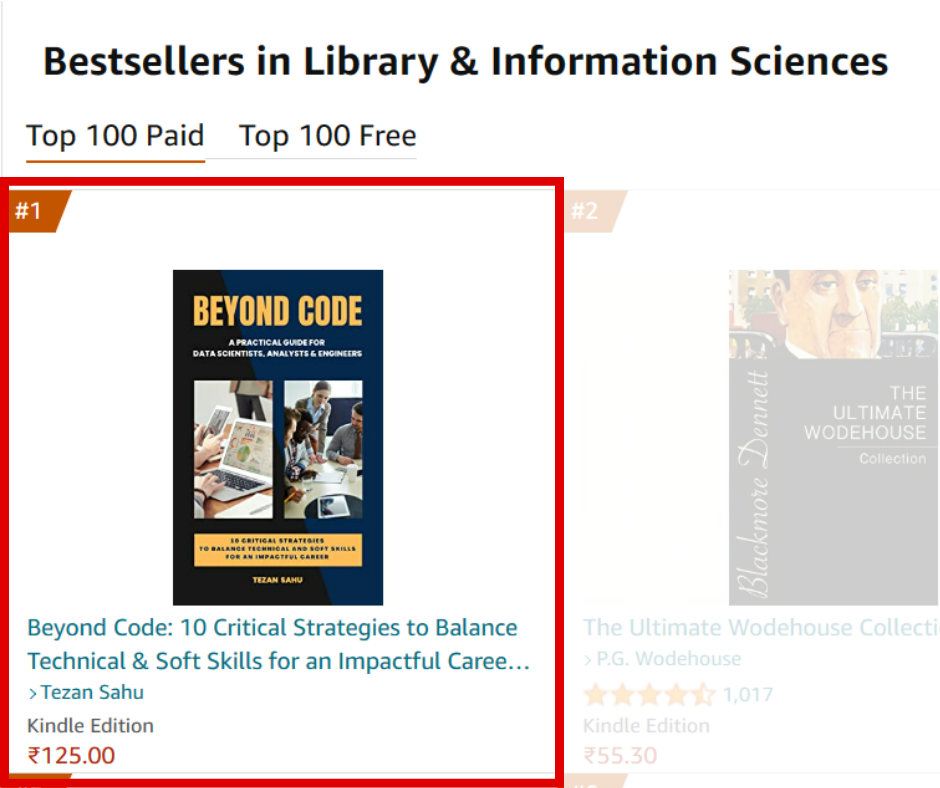 Bestsellers in Library & Information Sciences
Top 100 Paid Top 100 Free
#1
BEYOND CODE
A PRACTICAL GUIDE FOR
DATA SCIENTISTS, ANALYSTS & ENGINEERS
10 CRITICAL STRATEGIES
TO BALANCE TECHNICAL AND SOFT SKILLS
FOR AN IMPACTFUL CAREER
TEZAN SAHU
Beyond Code: 10 Critical Strategies to Balance
Technical & Soft Skills for an Impactful Caree...
› Tezan Sahu
Kindle Edition
₹125.00
#2
Blackmore Dennett
THE
ULTIMATE
WODEHOUSE
Collection
The Ultimate Wodehouse Collecti
› P.G. Wodehouse
1,017
Kindle Edition
₹55.30